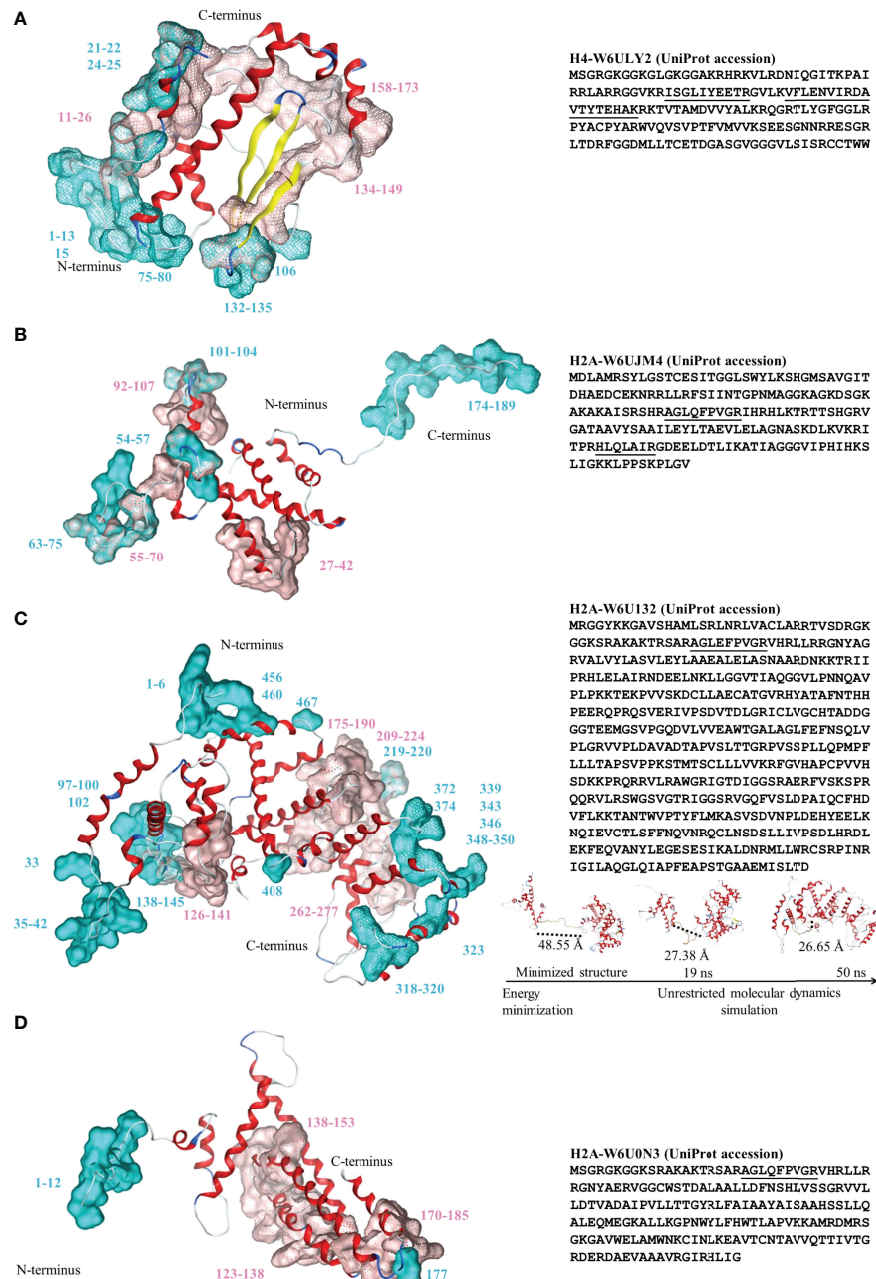 A
C-terminus
21-22
24-25
11-26
158-173
134-149
1-13
15
N-terminus
75-80
106
132-135
H4-W6ULY2 (UniProt accession)
MSGRGKGGKGLGKGGAKRHRKVLRDNIQGITKPAI
RRLARRGGVKRISGLIYEETRGVLKVFLENVIRDA
VTYTEHAKRKTVTAMDVVYALKRQGRTLYGFGGLR
PYACPYARWVQVSVPTFVMVVKSEESGNNRRESGR
LTDRFGGDMLLTCETDGASGVGGGVLSISRCCTWW
B
101-104
92-107
N-terminus
174-189
C-terminus
54-57
63-75
55-70
27-42
H2A-W6UJM4 (UniProt accession)
MDLAMRSYLGSTCESITGGLSWYLKSHGMSAVGIT
DHAEDCEKNRRLLRFSIINTGPNMAGGKAGKDSGK
AKAKAISRSHRAGLQFPVGRIHRHLKTRTTSHGRV
GATAAVYSAAILEYLTAEVLELAGNASKDLKVKRI
TPRHLQLAIRGDEELDTLIKATIAGGGVIPHIHKS
LIGKKLPPSKPLGV
C
N-terminus
1-6
456
460
467
175-190
209-224
219-220
97-100
102
372
374
339
343
346
348-350
33
35-42
138-145
126-141
408
262-277
C-terminus
323
318-320
H2A-W6U132 (UniProt accession)
MRGGYKKGAVSHAMLSRLNRLVACLARRTVSDRGK
GGKSRAKAKTRSARAGLEFPVGRVHRLLRRGNYAG
RVALVYLASVLEYLAAEALELASNAARDNKKTRII
PRHLELAIRNDEELNKLLGGVTIAQGGVLPNNQAV
PLPKKTEKPVVSKDCLLAECATGVRHYATAFNTHH
PEERQPRQSVERIVPSDVTDLGRICLVGCHTADDG
GGTEEMGSVPGQDVLVVEAWTGALAGLFEFNSQLV
PLGRVVPLDAVADTAPVSLTTGRPVSSLLQPMPF
LLLTAPSVPPKSTMTSCLLLVVKRFGVHAPCPVVH
SDKKPRQRRVLRAWGRIGTDIGGSRAERFVSKSPR
QQRVLRSWGSVGTRIGGSRVGQFVSLDPAIQCFHD
VFLKKTANTWVPTVFKMASVSDVNPLDEHYEELK
NQIEVCTLSFFNQVNRQCLNSDSLLIVPSDLHRDL
EKFEQVANYLEGESESIKALDNRMLLWRCSRPINR
IGILAQGLQIAPFEAPSTGAAEMISLTD
48.55 Å
27.38 Å
26.65 Å
Minimized structure
19 ns
50 ns
Energy
minimization
Unrestricted molecular dynamics
simulation
D
138-153
1-12
C-terminus
170-185
N-terminus
123-138
177
H2A-W6U0N3 (UniProt accession)
MSGRGKGGKSRAKAKTRSARAGLQFPVGRVHRLLR
RGNYAERVGGCWSTDALAALLDFNSHLVSSGRVVL
LDTVADAIPVLLTTGYRLFAIAAYAISAAHSSLLQ
ALEQMEGKALLKGPNWYLFHWTLAPVKKAMRDMRS
GKGAVWELAMWNKCINLKEAVTCNTAVVQTTIVTG
RDERDAEVAAAVRGIRHLIG